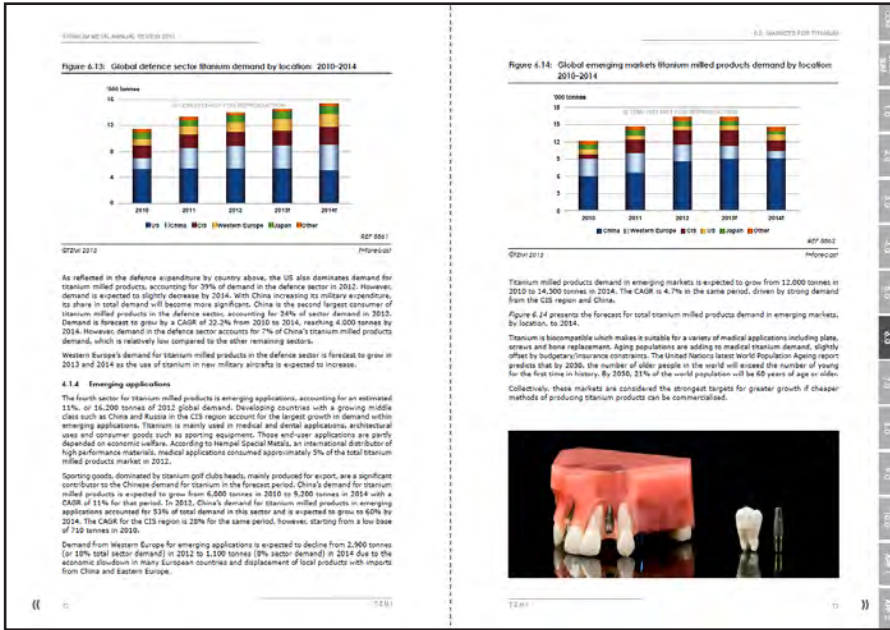 TITANIUM METAL ANNUAL REVIEW 2013
Figure 6.13: Global defence sector titanium demand by location: 2010-2014
'000 tonnes
16
12
8
4
0
2010 2011 2012 2013f 2014f
US China CIS Western Europe Japan Other
REF 0061
©TZMI 2013
f=forecast
As reflected in the defence expenditure by country above, the US also dominates demand for
titanium milled products, accounting for 39% of demand in the defence sector in 2012. However,
demand is expected to slightly decrease by 2014. With China increasing its military expenditure,
its share in total demand will become more significant. China is the second largest consumer of
titanium milled products in the defence sector, accounting for 24% of sector demand in 2012.
Demand is forecast to grow by a CAGR of 22.2% from 2010 to 2014, reaching 4,000 tonnes by
2014. However, demand in the defence sector accounts for 7% of China's titanium milled products
demand, which is relatively low compared to the other remaining sectors.
Western Europe's demand for titanium milled products in the defence sector is forecast to grow in
2013 and 2014 as the use of titanium in new military aircrafts is expected to increase.
6.1.4 Emerging applications
The fourth sector for titanium milled products is emerging applications, accounting for an estimated
11%, or 16,200 tonnes of 2012 global demand. Developing countries with a growing middle
class such as China and Russia in the CIS region account for the largest growth in demand within
emerging applications. Titanium is mainly used in medical and dental applications, architectural
uses and consumer goods such as sporting equipment. Those end-user applications are partly
depended on economic welfare. According to Hempel Special Metals, an international distributor of
high performance materials, medical applications consumed approximately 5% of the total titanium
milled products market in 2012.
Sporting goods, dominated by titanium golf clubs heads, mainly produced for export, are a significant
contributor to the Chinese demand for titanium in the forecast period. China's demand for titanium
milled products is expected to grow from 6,000 tonnes in 2010 to 9,200 tonnes in 2014 with a
CAGR of 11% for that period. In 2012, China's demand for titanium milled products in emerging
applications accounted for 53% of total demand in this sector and is expected to grow to 60% by
2014. The CAGR for the CIS region is 28% for the same period, however, starting from a low base
of 710 tonnes in 2010.
Demand from Western Europe for emerging applications is expected to decline from 2,900 tonnes
(or 18% total sector demand) in 2012 to 1,100 tonnes (8% sector demand) in 2014 due to the
economic slowdown in many European countries and displacement of local products with imports
from China and Eastern Europe.
TZMI
6.0: MARKETS FOR TITANIUM
Figure 6.14: Global emerging markets titanium milled products demand by location:
2010-2014
'000 tonnes
18
15
12
9
6
3
0
2010 2011 2012 2013f 2014f
China Western Europe CIS US Japan Other
REF 0062
©TZMI 2013
f=forecast
Titanium milled products demand in emerging markets is expected to grow from 12,000 tonnes in
2010 to 14,500 tonnes in 2014. The CAGR is 4.7% in the same period, driven by strong demand
from the CIS region and China.
Figure 6.14 presents the forecast for total titanium milled products demand in emerging markets,
by location, to 2014.
Titanium is biocompatible which makes it suitable for a variety of medical applications including plate,
screws and bone replacement. Aging populations are adding to medical titanium demand, slightly
offset by budgetary/insurance constraints. The United Nations latest World Population Ageing report
predicts that by 2050, the number of older people in the world will exceed the number of young
for the first time in history. By 2050, 21% of the world population will be 60 years of age or older.
Collectively, these markets are considered the strongest targets for greater growth if cheaper
methods of producing titanium products can be commercialised.
TZMI